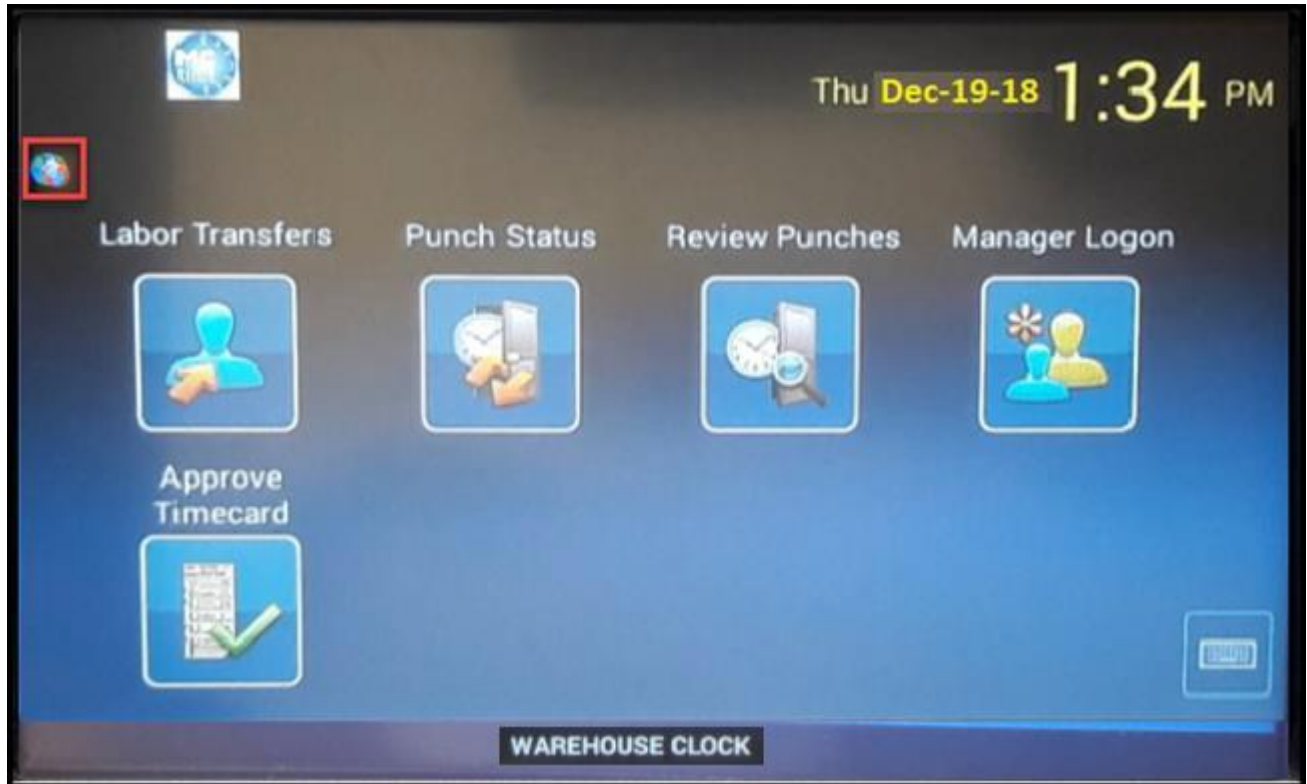 Thu Dec-19-18 1:34 PM
Labor Transfers
Punch Status
Review Punches
Manager Logon
Approve
Timecard
WAREHOUSE CLOCK